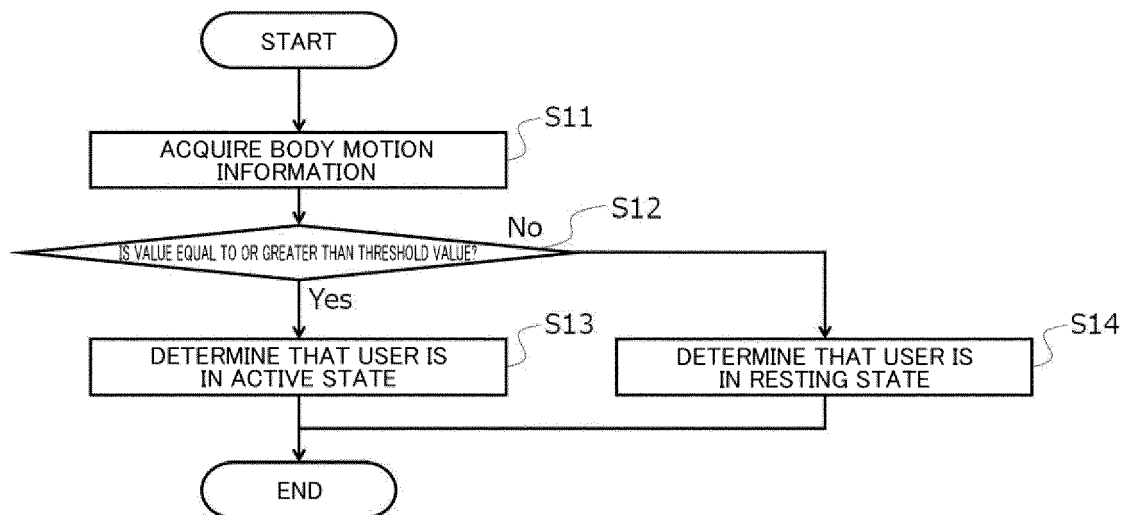 START
S11
ACQUIRE BODY MOTION
INFORMATION
S12
No
IS VALUE EQUAL TO OR GREATER THAN THRESHOLD VALUE?
Yes
S13
DETERMINE THAT USER IS
IN ACTIVE STATE
S14
DETERMINE THAT USER IS
IN RESTING STATE
END